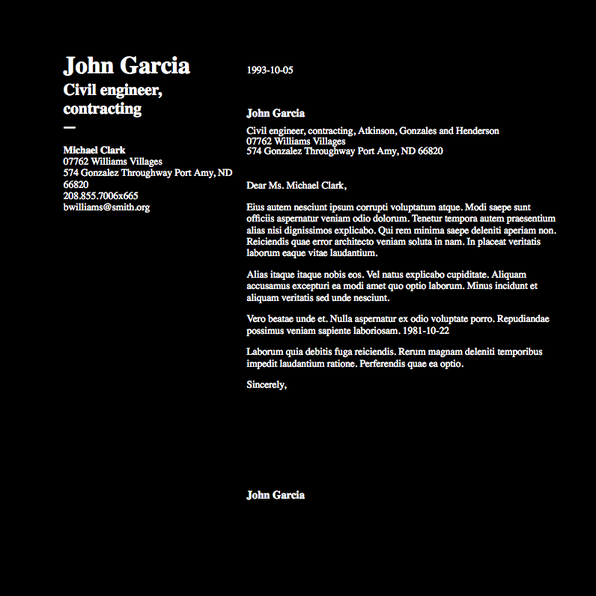 John Garcia
Civil engineer,
contracting
—
Michael Clark
07762 Williams Villages
574 Gonzalez Throughway Port Amy, ND
66820
208.855.7006x665
bwilliams@smith.org
1993-10-05
John Garcia
Civil engineer, contracting, Atkinson, Gonzales and Henderson
07762 Williams Villages
574 Gonzalez Throughway Port Amy, ND 66820
Dear Ms. Michael Clark,
Eius autem nesciunt ipsum corrupti voluptatum atque. Modi saepe sunt
officiis aspernatur veniam odio dolorum. Tenetur tempora autem praesentium
alias nisi dignissimos explicabo. Qui rem minima saepe deleniti aperiam non.
Reiciendis quae error architecto veniam soluta in nam. In placeat veritatis
laborum eaque vitae laudantium.
Alias itaque itaque nobis eos. Vel natus explicabo cupiditate. Aliquam
accusamus excepturi ea modi amet quo optio laborum. Minus incidunt et
aliquam veritatis sed unde nesciunt.
Vero beatae unde et. Nulla aspernatur ex odio voluptate porro. Repudiandae
possimus veniam sapiente laboriosam. 1981-10-22
Laborum quia debitis fuga reiciendis. Rerum magnam deleniti temporibus
impedit laudantium ratione. Perferendis quae ea optio.
Sincerely,
John Garcia